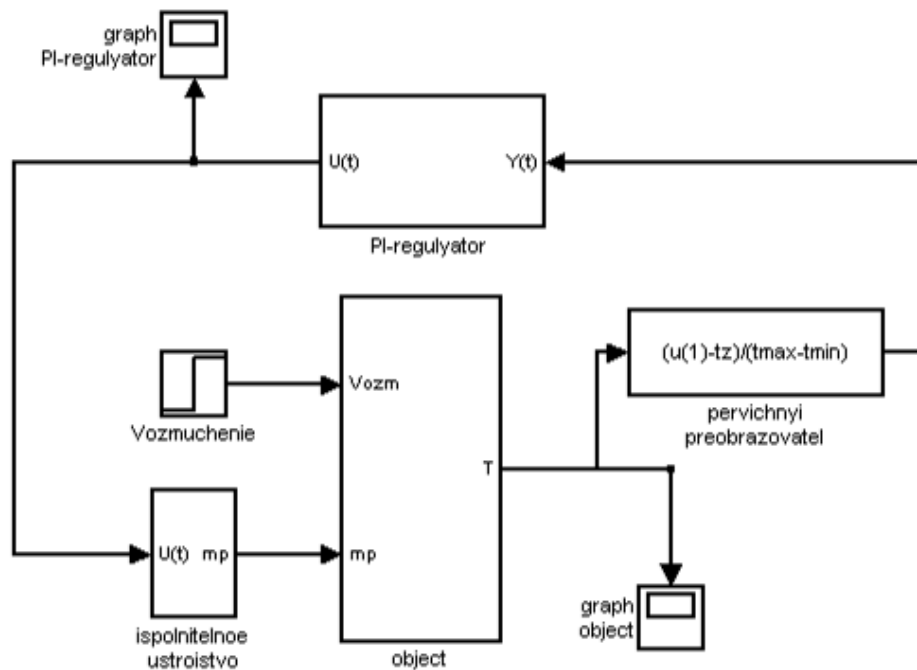 graph
PI-regulyator
U(t)
Y(t)
PI-regulyator
Vozm
(u(1)-tz)/(tmax-tmin)
Vozmuchenie
pervichnyi
preobrazovatel
T
U(t)
mp
mp
graph
object
ispolnitelnoe
ustroistvo
object